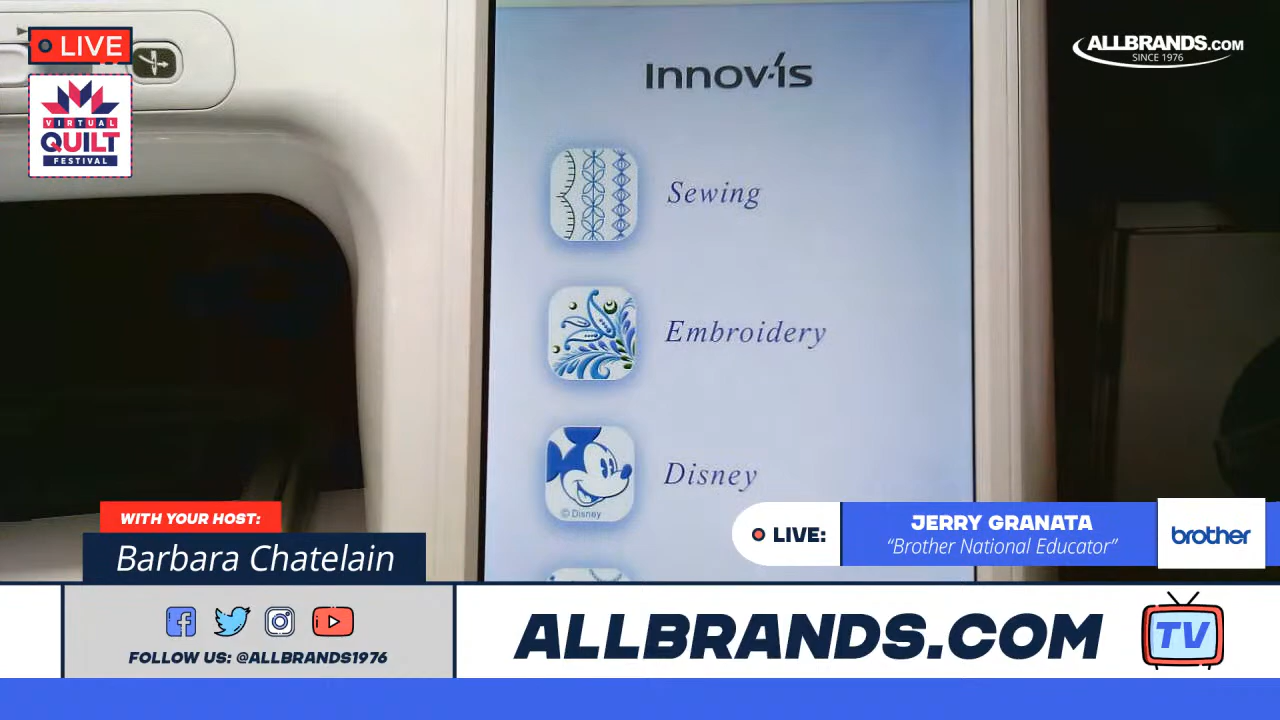 LIVE
VIRTUAL
QUILT
FESTIVAL
ALLBRANDS.COM
SINCE 1976
INNOV-ÍS
Sewing
Embroidery
Disney
© Disney
WITH YOUR HOST:
Barbara Chatelain
LIVE:
JERRY GRANATA
“Brother National Educator”
brother
FOLLOW US: @ALLBRANDS1976
ALLBRANDS.COM
TV